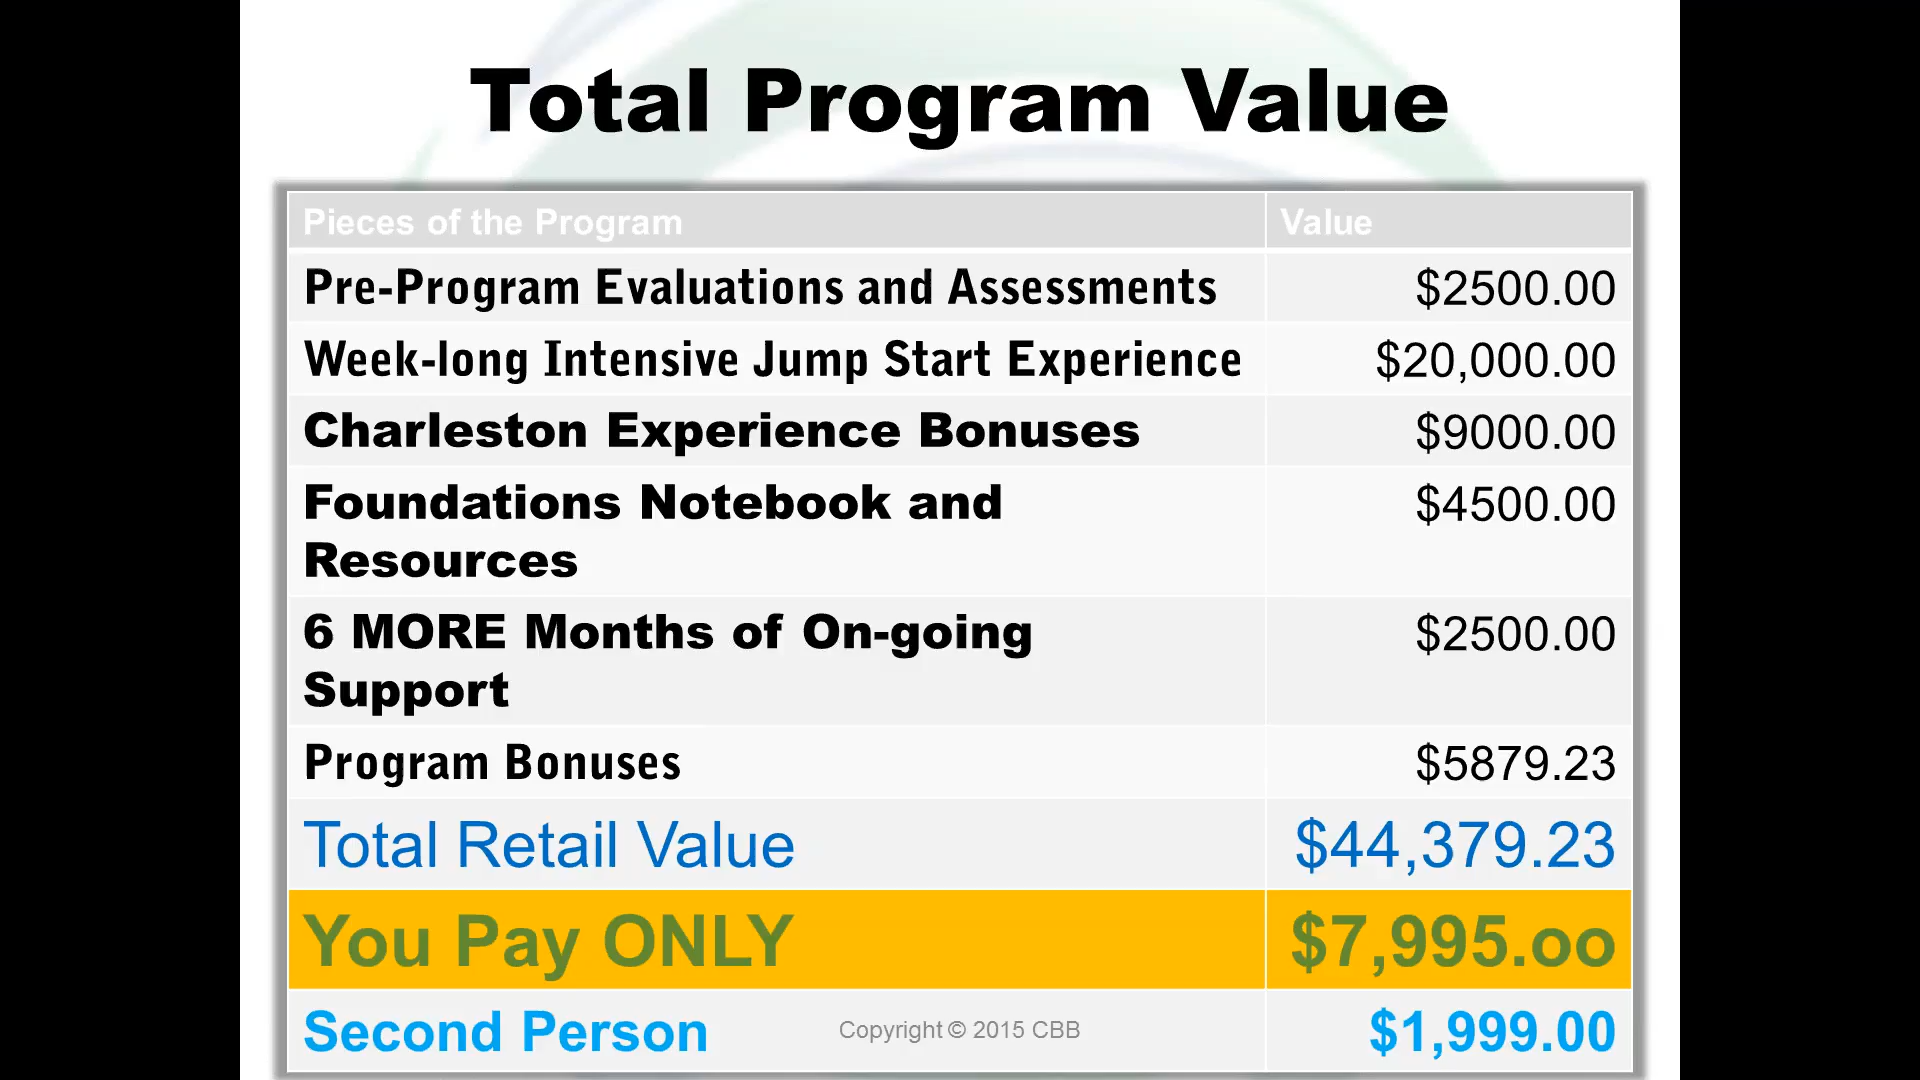 Total Program Value
Pieces of the Program Value
Pre-Program Evaluations and Assessments $2500.00
Week-long Intensive Jump Start Experience $20,000.00
Charleston Experience Bonuses $9000.00
Foundations Notebook and $4500.00
Resources
6 MORE Months of On-going $2500.00
Support
Program Bonuses $5879.23
Total Retail Value $44,379.23
You Pay ONLY $7,995.oo
Second Person $1,999.00
Copyright © 2015 CBB